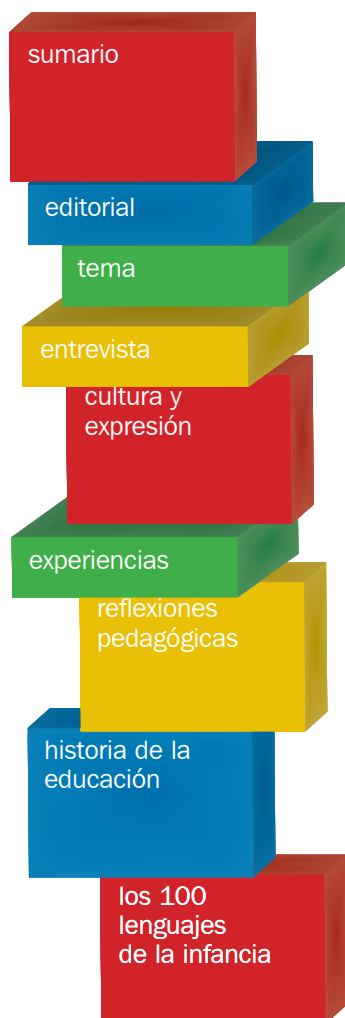 sumario
editorial
tema
entrevista
cultura y
expresión
experiencias
reflexiones
pedagógicas
historia de la
educación
los 100
lenguajes
de la infancia